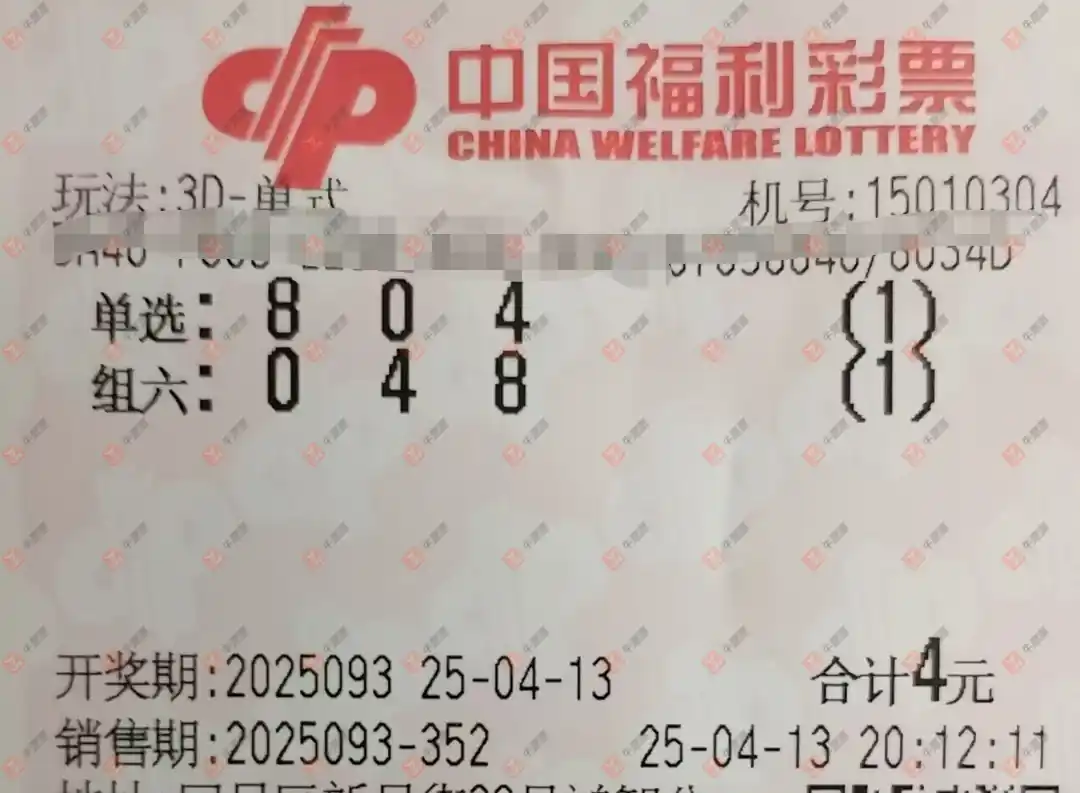 中国福利彩票
CHINA WELFARE LOTTERY
玩法:3D-单式 机号:15010304
单选: 8 0 4 (1)
组六: 0 4 8 (1)
开奖期:2025093 25-04-13 合计4元
销售期:2025093-352 25-04-13 20:12:11